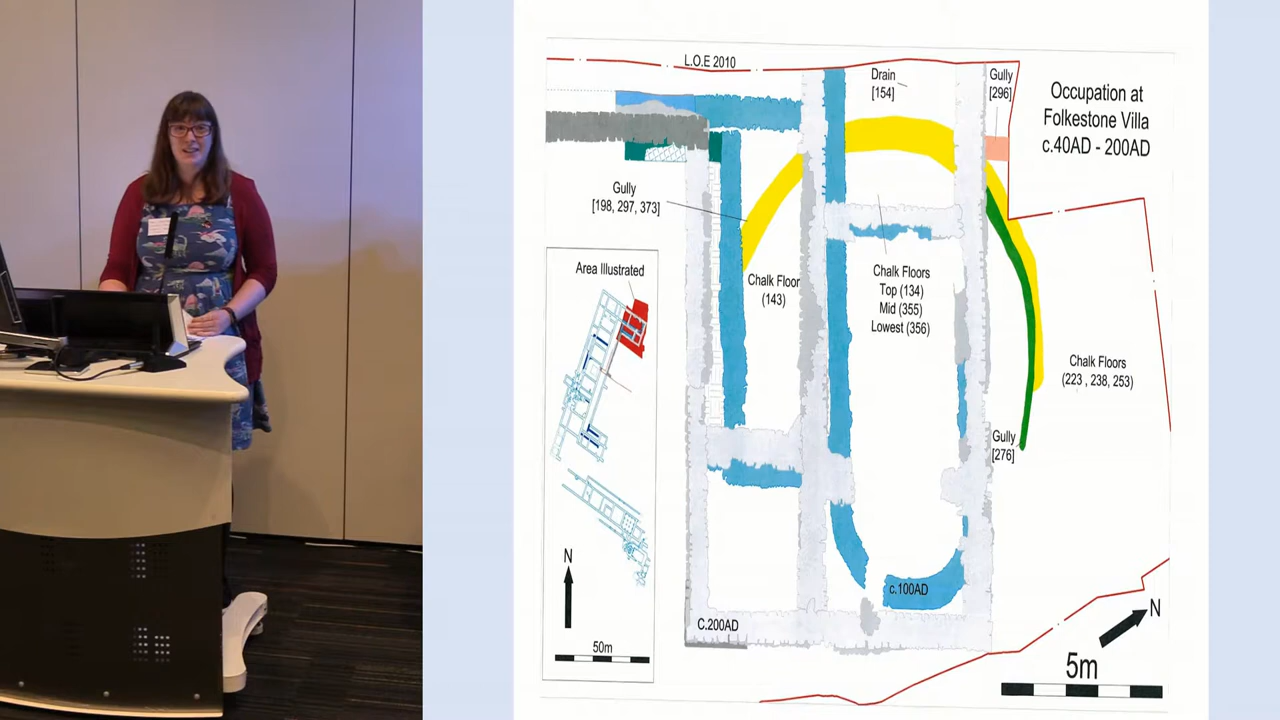 L.O.E 2010
Drain
[154]
Gully
[296]
Occupation at
Folkestone Villa
c.40AD - 200AD
Gully
[198, 297, 373]
Area Illustrated
Chalk Floor
(143)
Chalk Floors
Top (134)
Mid (355)
Lowest (356)
Chalk Floors
(223 , 238, 253)
Gully
[276]
N
50m
c.100AD
C.200AD
N
5m